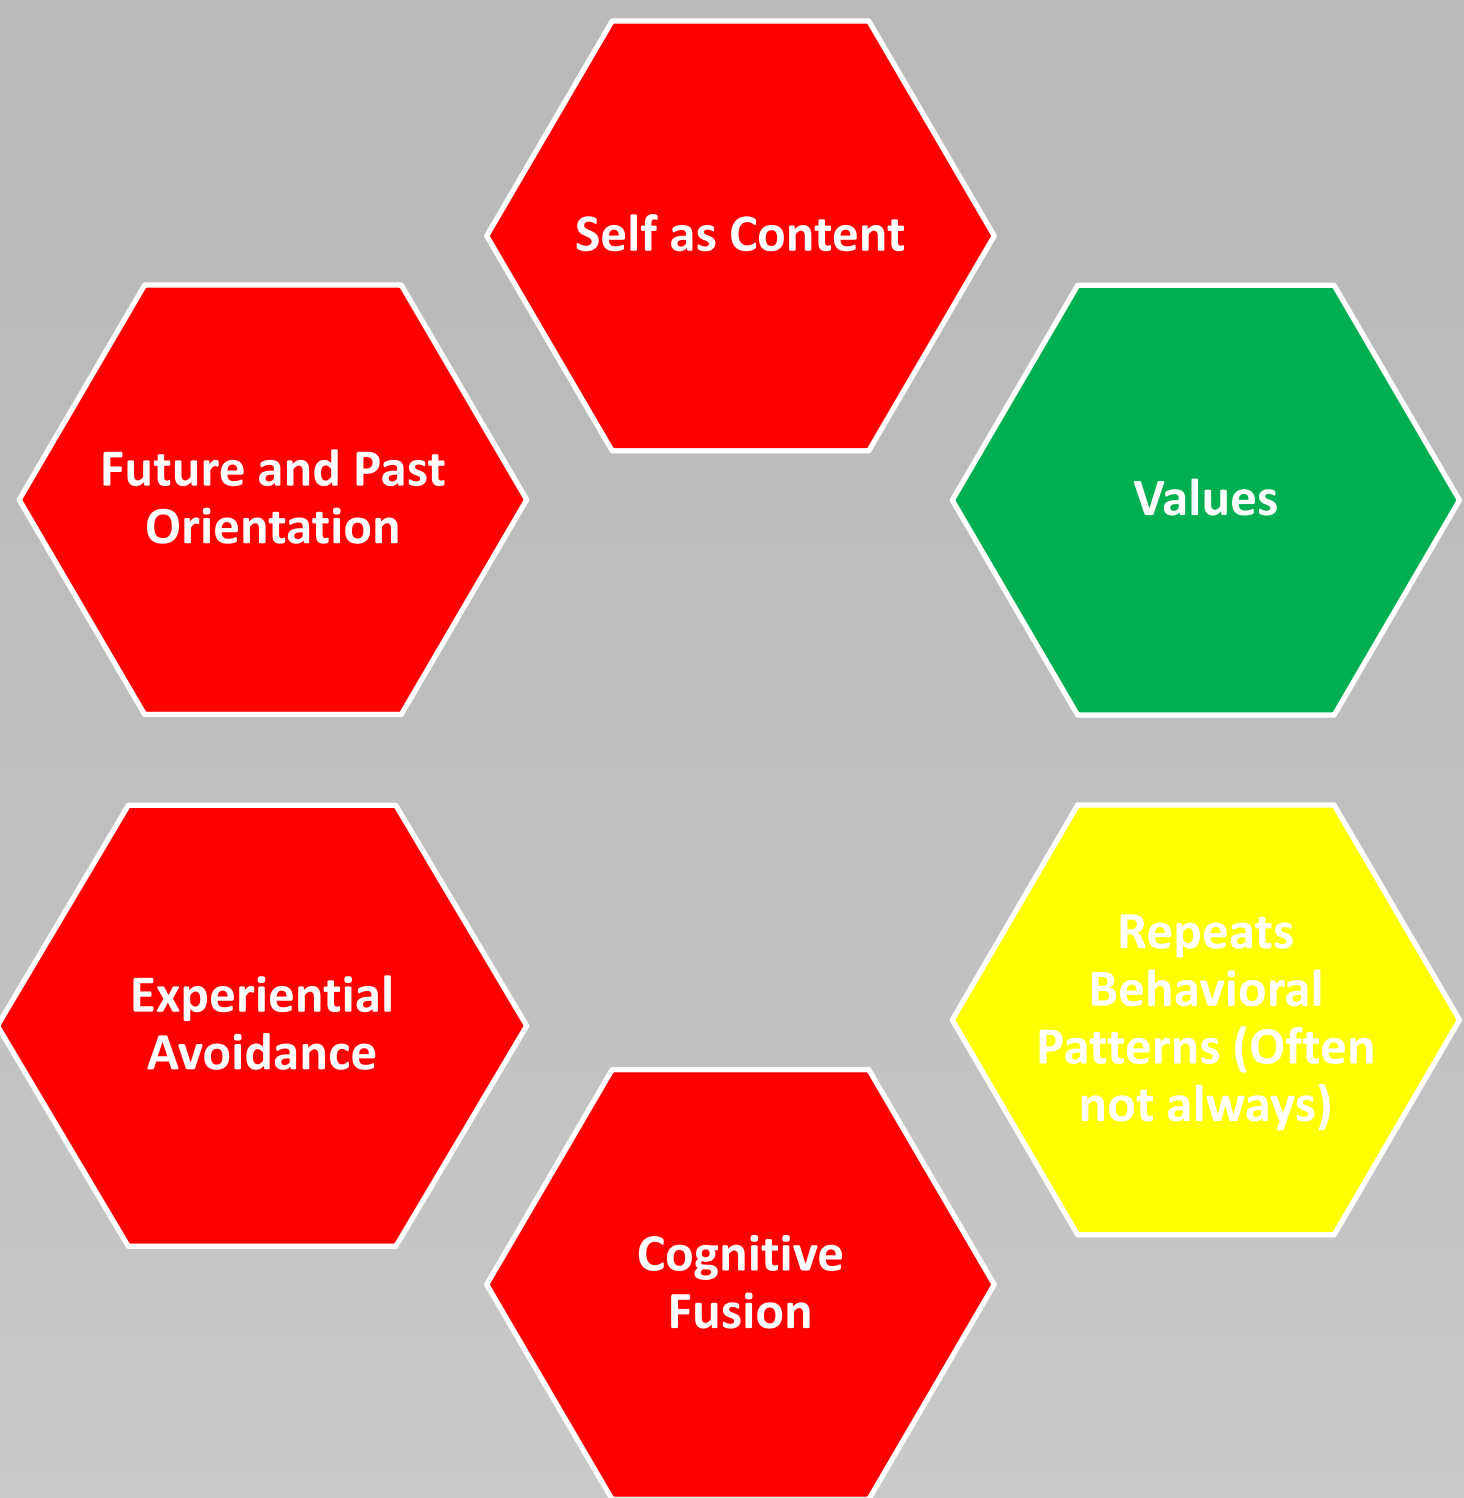 Self as Content
Future and Past
Orientation
Values
Experiential
Avoidance
Repeats
Behavioral
Patterns (Often
not always)
Cognitive
Fusion